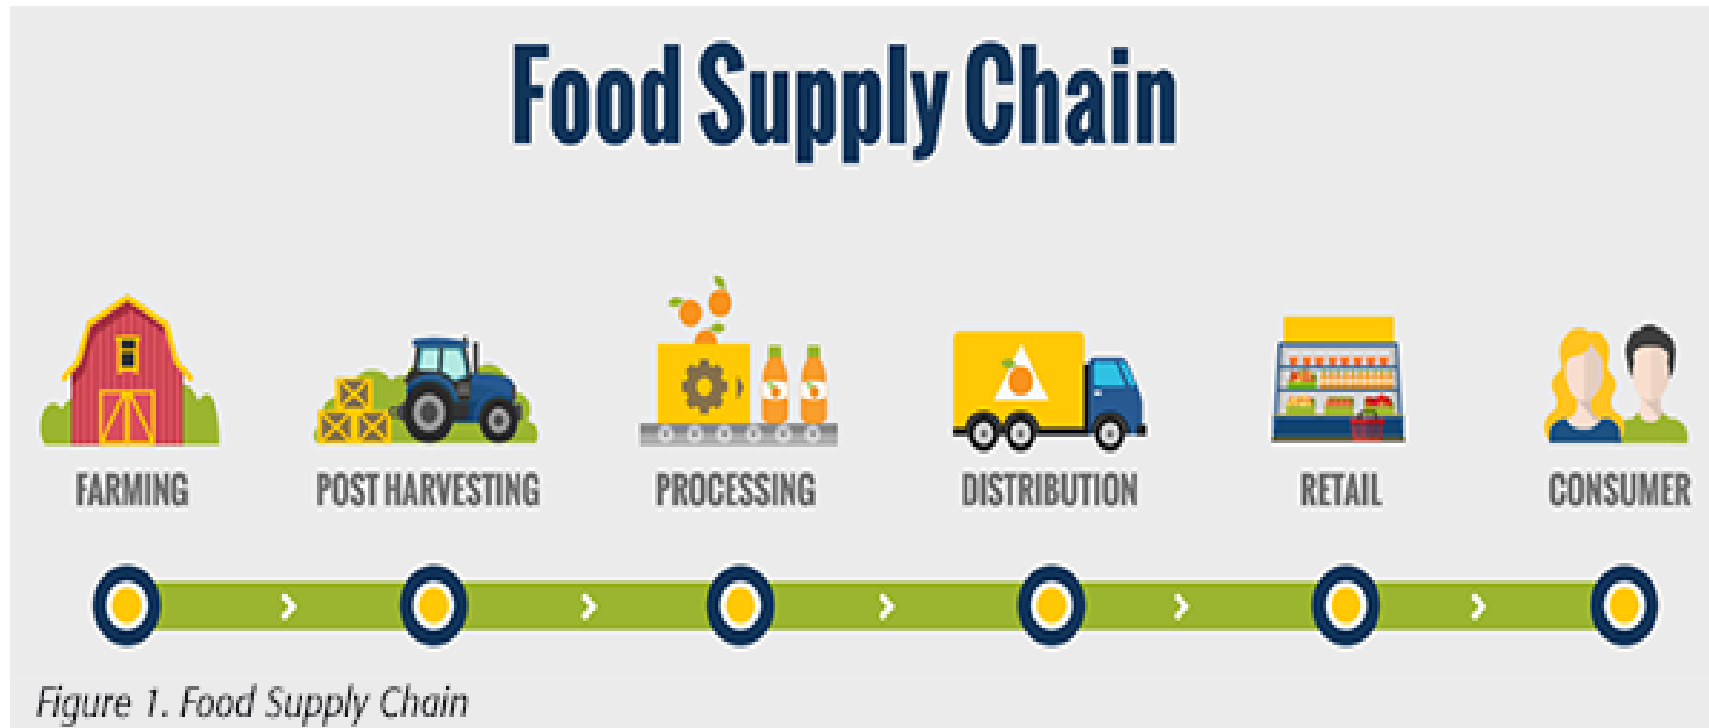 Food Supply Chain
FARMING
POST HARVESTING
PROCESSING
DISTRIBUTION
RETAIL
CONSUMER
Figure 1. Food Supply Chain